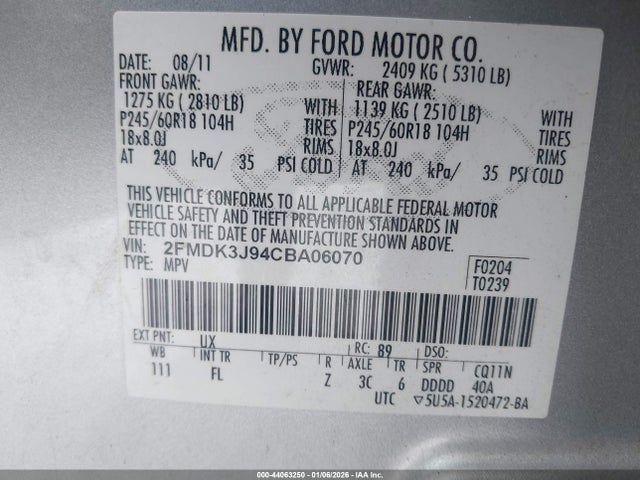 MFD. BY FORD MOTOR CO.
DATE: 08/11 GVWR: 2409 KG ( 5310 LB)
FRONT GAWR: REAR GAWR:
1275 KG ( 2810 LB) WITH 1139 KG ( 2510 LB) WITH
P245/60R18 104H TIRES P245/60R18 104H TIRES
18x8.0J RIMS 18x8.0J RIMS
AT 240 kPa/ 35 PSI COLD AT 240 kPa/ 35 PSI COLD
THIS VEHICLE CONFORMS TO ALL APPLICABLE FEDERAL MOTOR
VEHICLE SAFETY AND THEFT PREVENTION STANDARDS IN
EFFECT ON THE DATE OF MANUFACTURE SHOWN ABOVE.
VIN: 2FMDK3J94CBA06070
TYPE: MPV
F0204
T0239
EXT PNT: UX RC: 89 DSO:
WB INT TR TP/PS R AXLE TR SPR CQ11N
111 FL Z 3C 6 DDDD 40A
UTC ▽5U5A-1520472-BA
000-44063250 | 01/06/2026 | IAA Inc.